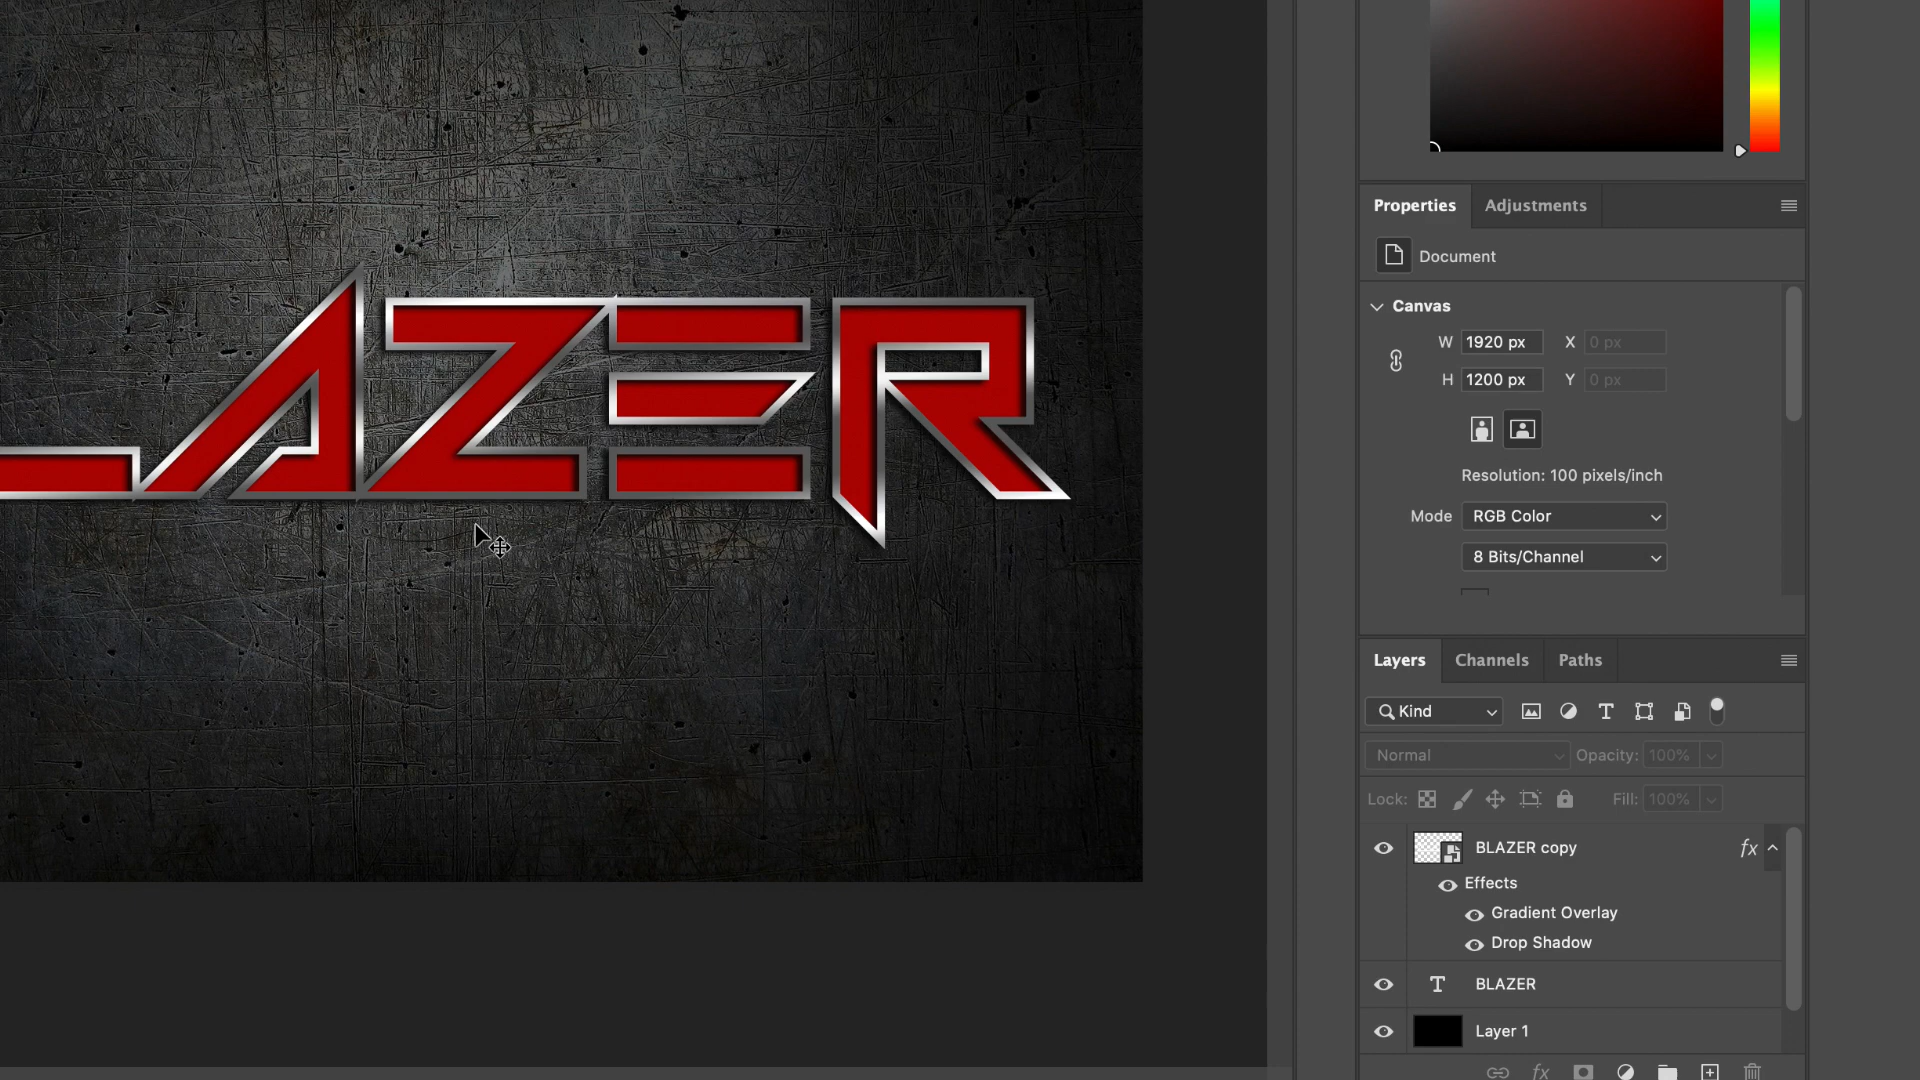 LAZER
Properties
Adjustments
Document
Canvas
W 1920 px X 0 px
H 1200 px Y 0 px
Resolution: 100 pixels/inch
Mode RGB Color
8 Bits/Channel
Layers
Channels
Paths
Kind
Normal Opacity: 100%
Lock: Fill: 100%
BLAZER copy fx
Effects
Gradient Overlay
Drop Shadow
T BLAZER
Layer 1
fx